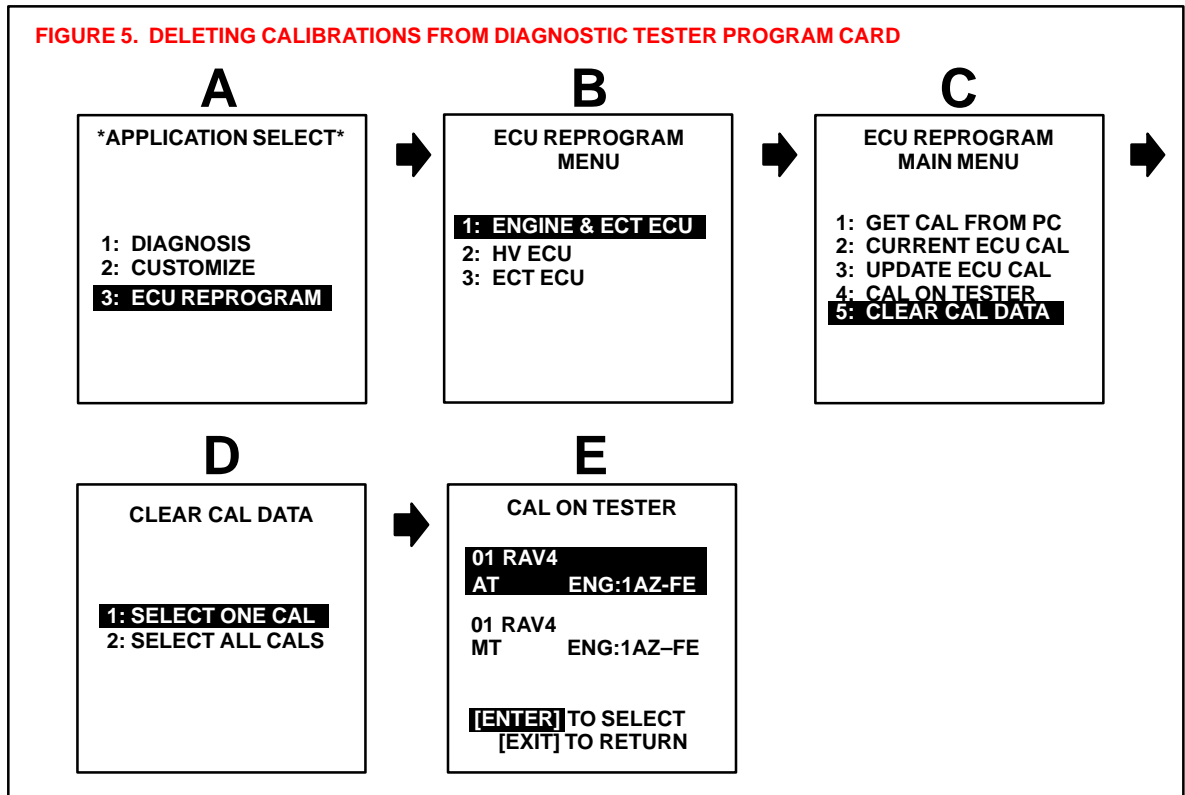 FIGURE 5. DELETING CALIBRATIONS FROM DIAGNOSTIC TESTER PROGRAM CARD
A
*APPLICATION SELECT*
1: DIAGNOSIS
2: CUSTOMIZE
3: ECU REPROGRAM
B
ECU REPROGRAM
MENU
1: ENGINE & ECT ECU
2: HV ECU
3: ECT ECU
C
ECU REPROGRAM
MAIN MENU
1: GET CAL FROM PC
2: CURRENT ECU CAL
3: UPDATE ECU CAL
4: CAL ON TESTER
5: CLEAR CAL DATA
D
CLEAR CAL DATA
1: SELECT ONE CAL
2: SELECT ALL CALS
E
CAL ON TESTER
01 RAV4
AT ENG:1AZ-FE
01 RAV4
MT ENG:1AZ–FE
[ENTER] TO SELECT
[EXIT] TO RETURN